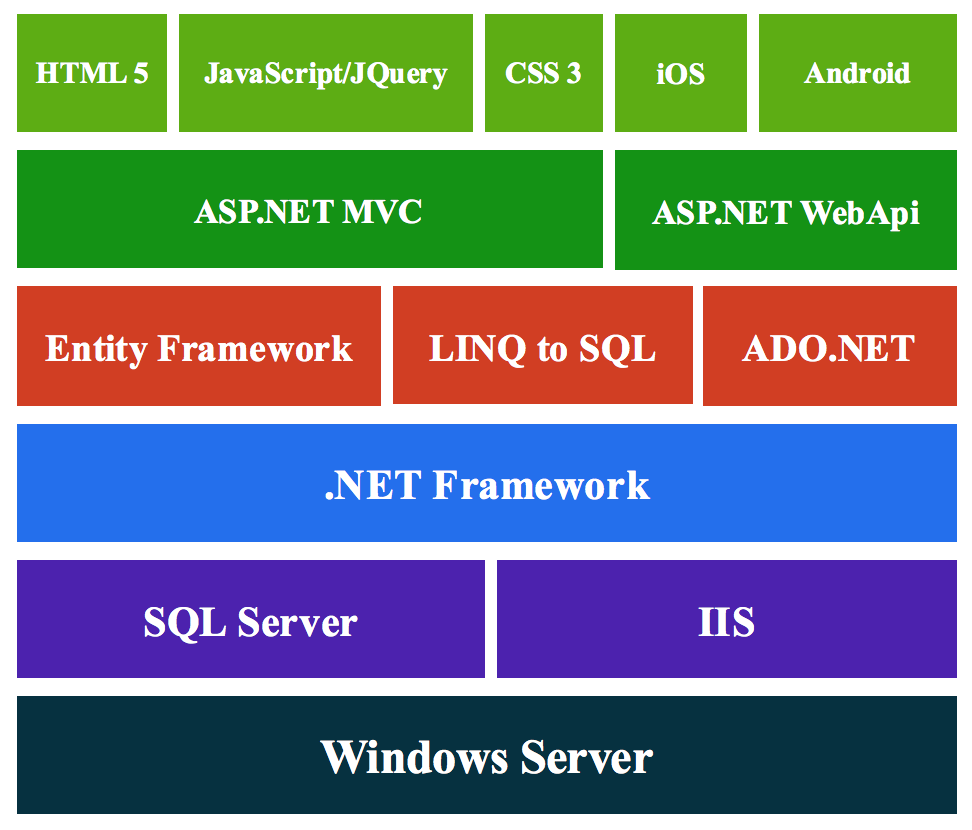 HTML 5
JavaScript/JQuery
CSS 3
iOS
Android
ASP.NET MVC
ASP.NET WebApi
Entity Framework
LINQ to SQL
ADO.NET
.NET Framework
SQL Server
IIS
Windows Server